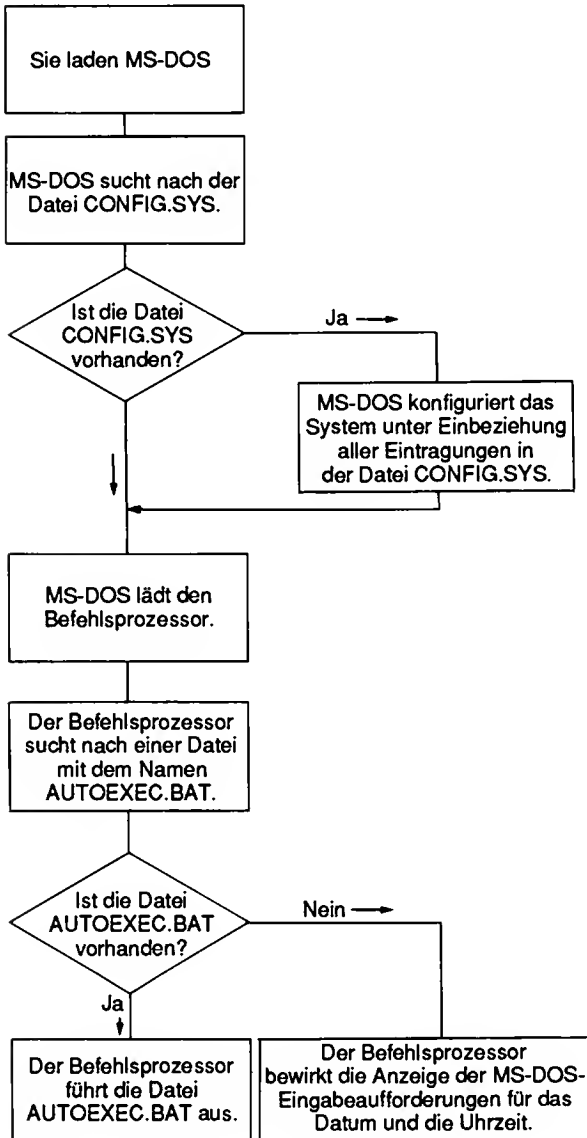 Sie laden MS-DOS
MS-DOS sucht nach der
Datei CONFIG.SYS.
Ist die Datei
CONFIG.SYS
vorhanden?
Ja
MS-DOS konfiguriert das
System unter Einbeziehung
aller Eintragungen in
der Datei CONFIG.SYS.
MS-DOS lädt den
Befehlsprozessor.
Der Befehlsprozessor
sucht nach einer Datei
mit dem Namen
AUTOEXEC.BAT.
Ist die Datei
AUTOEXEC.BAT
vorhanden?
Nein
Ja
Der Befehlsprozessor
führt die Datei
AUTOEXEC.BAT aus.
Der Befehlsprozessor
bewirkt die Anzeige der MS-DOS-
Eingabeaufforderungen für das
Datum und die Uhrzeit.